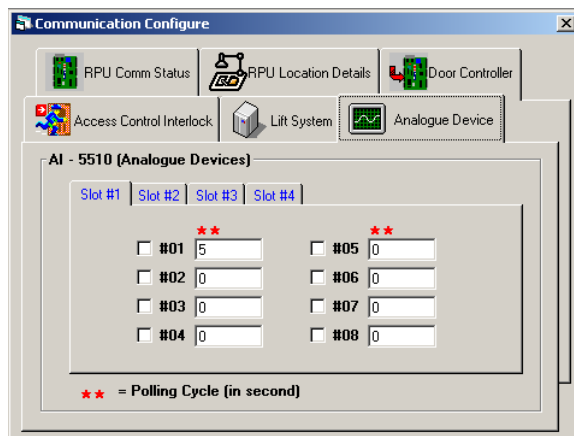 Communication Configure
RPU Comm Status RPU Location Details Door Controller
Access Control Interlock Lift System Analogue Device
AI - 5510 (Analogue Devices)
Slot #1 Slot #2 Slot #3 Slot #4
** **
#01 5 #05 0
#02 0 #06 0
#03 0 #07 0
#04 0 #08 0
** = Polling Cycle (in second)